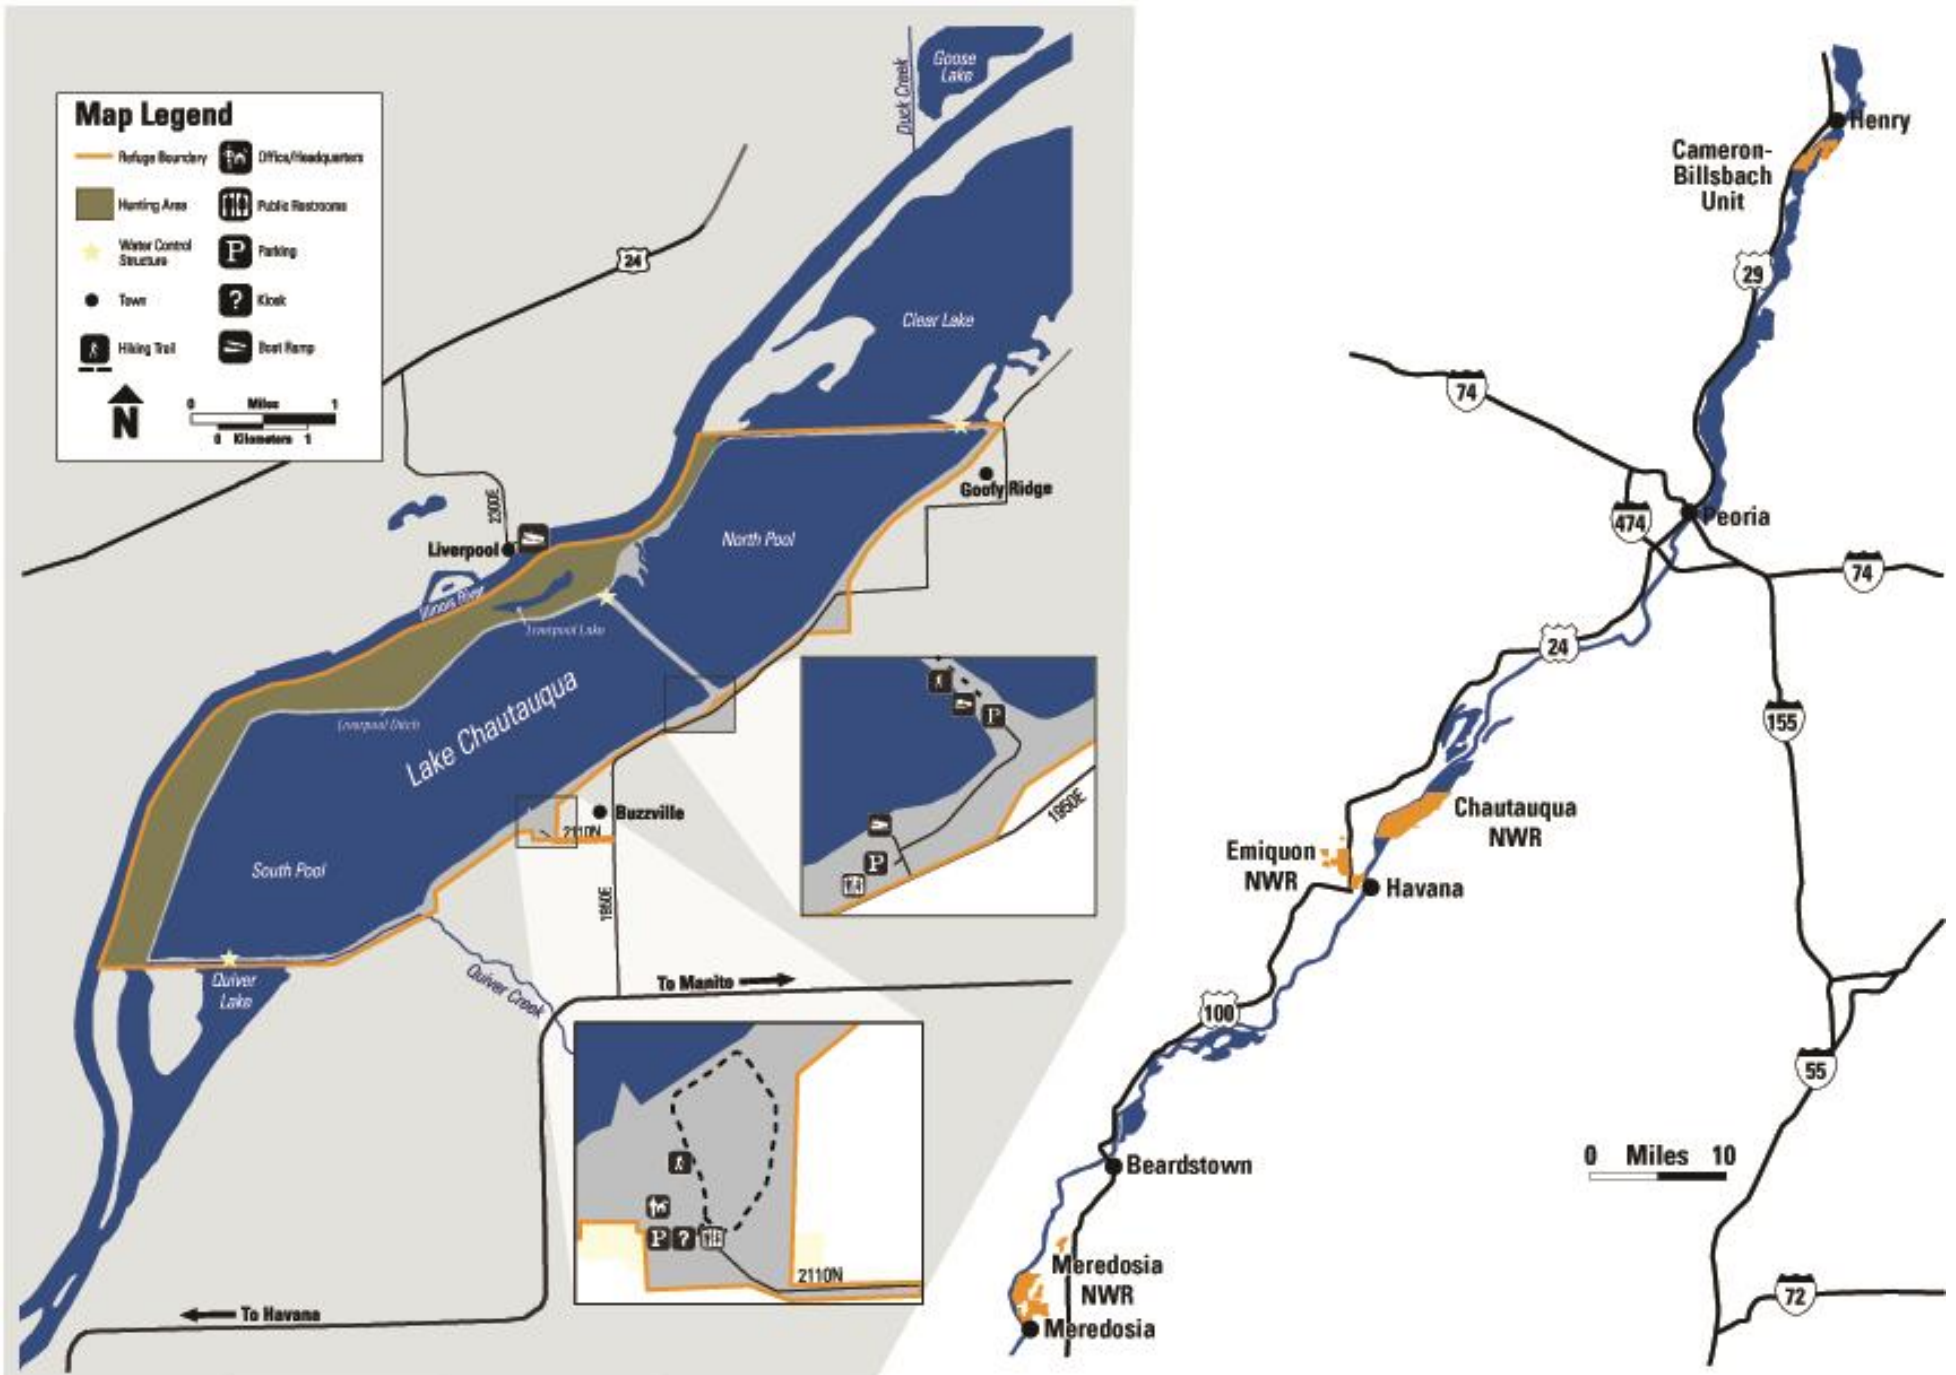 Map Legend
Refuge Boundary
Office/Headquarters
Hunting Area
Public Restrooms
Water Control
Structure
P
Parking
Town
?
Kiosk
Hiking Trail
Boat Ramp
N
0 Miles 1
0 Kilometers 1
Goose
Lake
Duck Creek
24
Clear Lake
2300E
Goofy Ridge
Liverpool
North Pool
Illinois River
Liverpool Lake
Liverpool Ditch
Lake Chautauqua
Buzzville
2110N
South Pool
1950E
Quiver
Lake
Quiver Creek
To Manito
To Havana
P
1950E
P
P
?
2110N
Henry
Cameron-
Billsbach
Unit
29
74
474
Peoria
74
24
155
Chautauqua
NWR
Emiquon
NWR
Havana
100
55
0 Miles 10
Beardstown
Meredosia
NWR
72
Meredosia